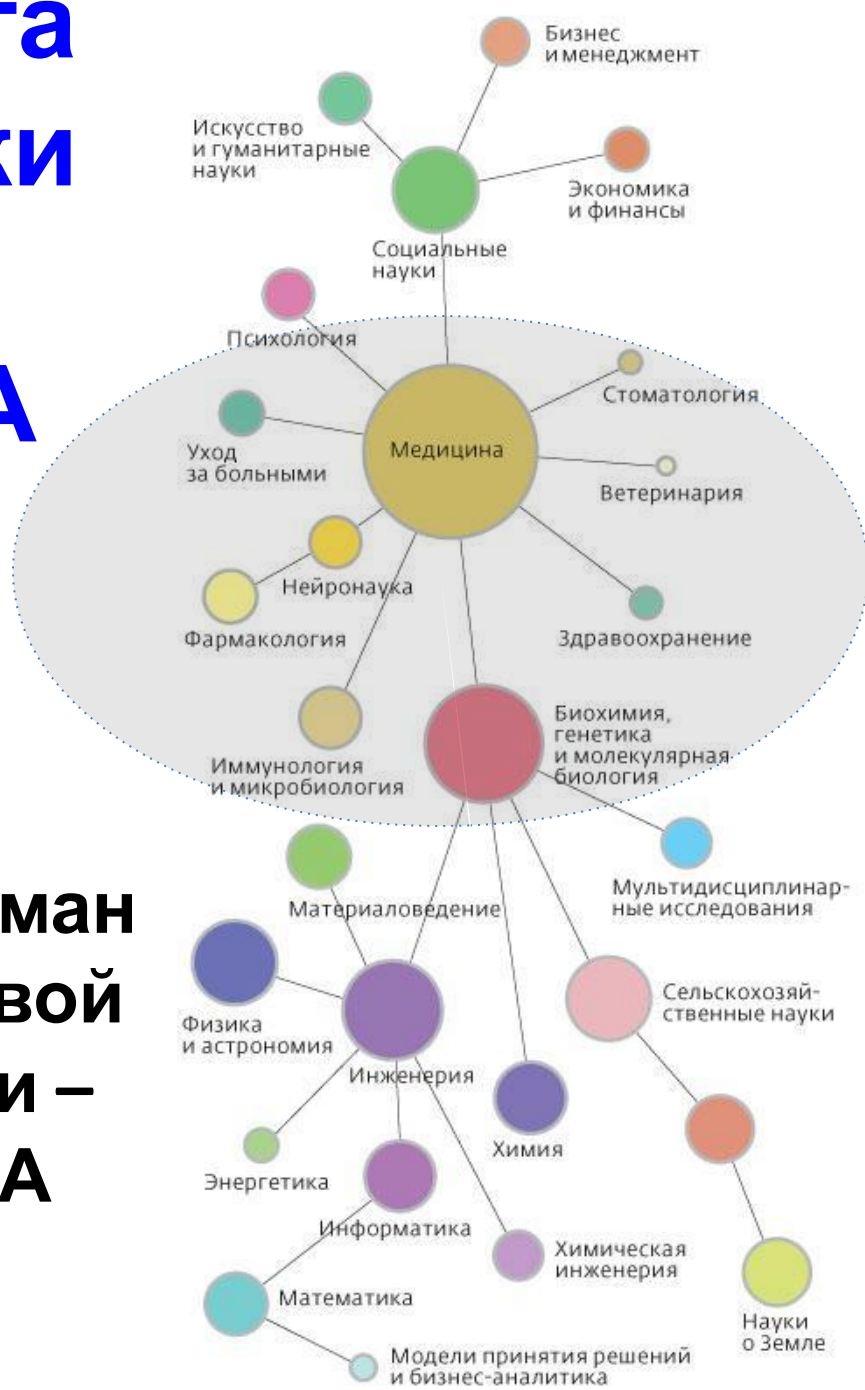 га
ки
А
ман
вой
и –
А
Бизнес
и менеджмент
Искусство
и гуманитарные
науки
Экономика
и финансы
Социальные
науки
Психология
Стоматология
Медицина
Уход
за больными
Ветеринария
Нейронаука
Фармакология
Здравоохранение
Биохимия,
генетика
и молекулярная
биология
Иммунология
и микробиология
Мультидисциплинар-
ные исследования
Материаловедение
Сельскохозяй-
ственные науки
Физика
и астрономия
Инженерия
Химия
Энергетика
Информатика
Химическая
инженерия
Математика
Науки
о Земле
Модели принятия решений
и бизнес-аналитика